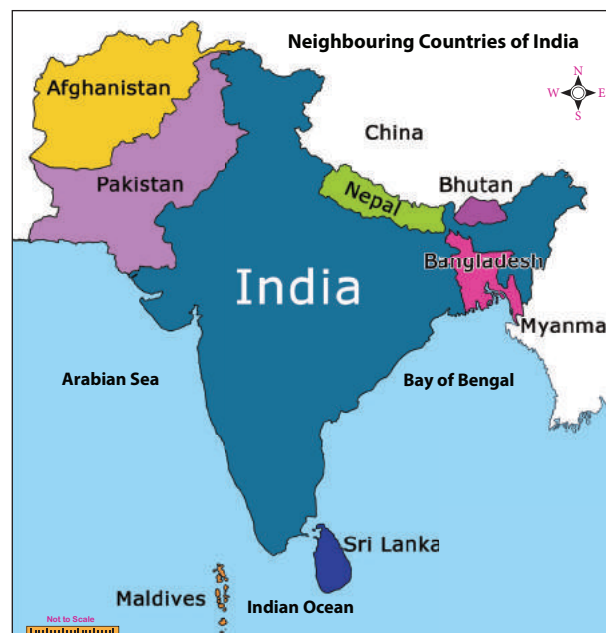 Neighbouring Countries of India
N
W E
S
Afghanistan
China
Pakistan
Nepal
Bhutan
Bangladesh
India
Myanma
Arabian Sea
Bay of Bengal
Sri Lanka
Maldives
Indian Ocean
Not to Scale